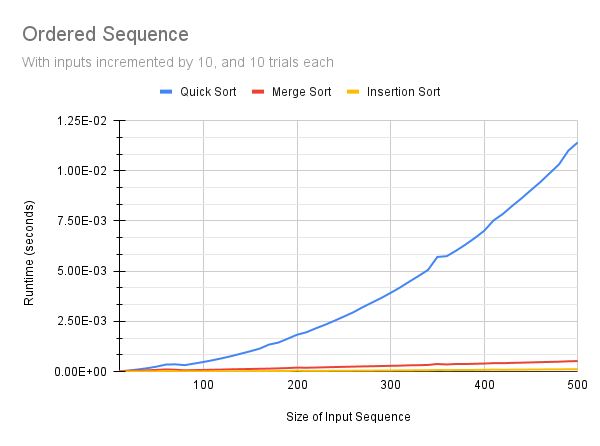 Ordered Sequence
With inputs incremented by 10, and 10 trials each
Quick Sort Merge Sort Insertion Sort
1.25E-02
1.00E-02
7.50E-03
5.00E-03
2.50E-03
0.00E+00
100 200 300 400 500
Runtime (seconds)
Size of Input Sequence